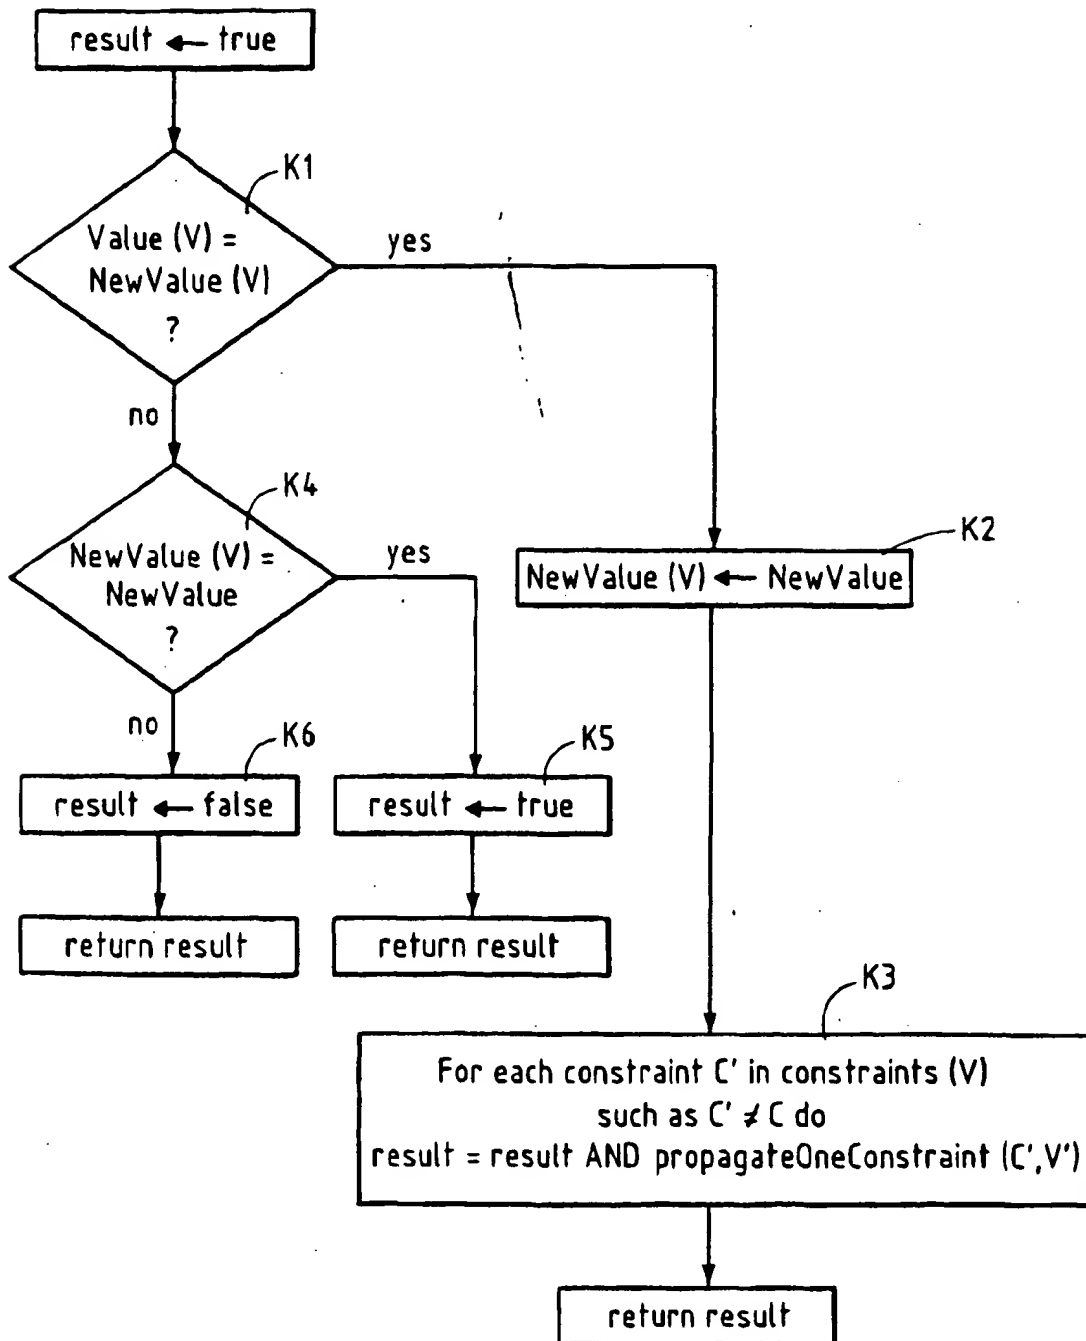 result ← true
K1
Value (V) =
NewValue (V)
?
yes
no
K4
NewValue (V) =
NewValue
?
yes
K2
NewValue (V) ← NewValue
no
K6
result ← false
K5
result ← true
return result
return result
K3
For each constraint C' in constraints (V)
such as C' ≠ C do
result = result AND propagateOneConstraint (C',V')
return result